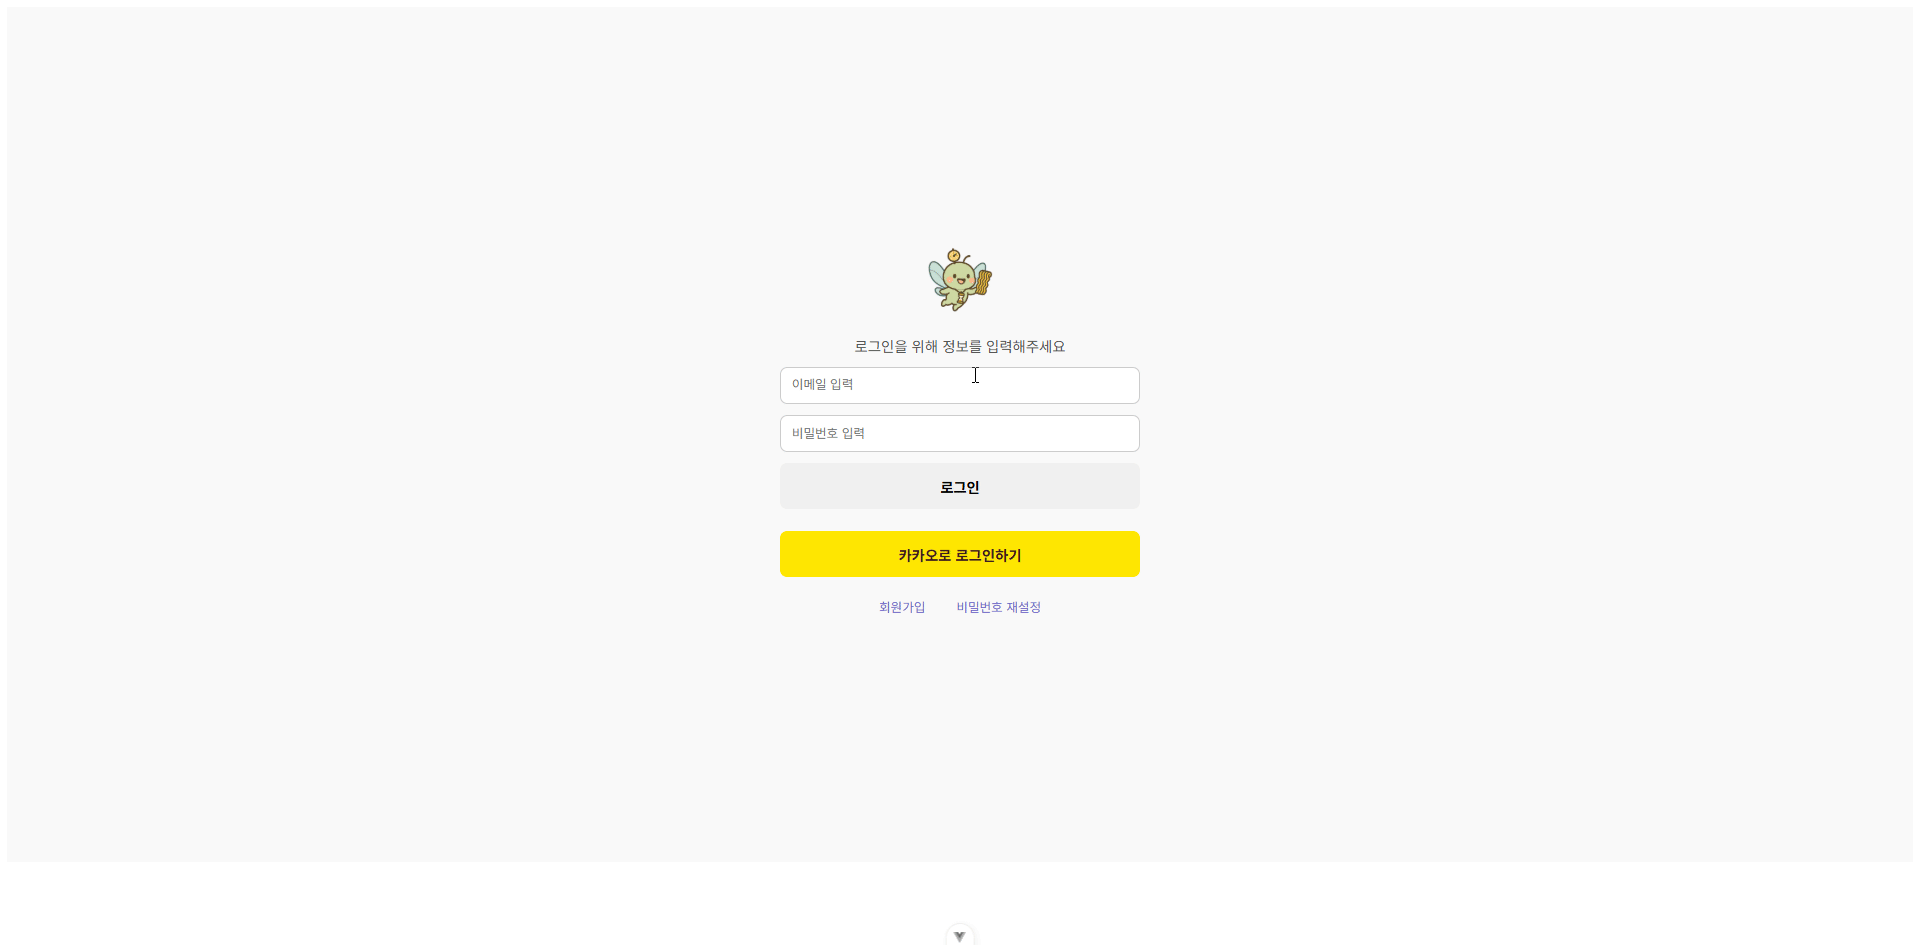 로그인을 위해 정보를 입력해주세요
이메일 입력
비밀번호 입력
로그인
카카오로 로그인하기
회원가입 비밀번호 재설정